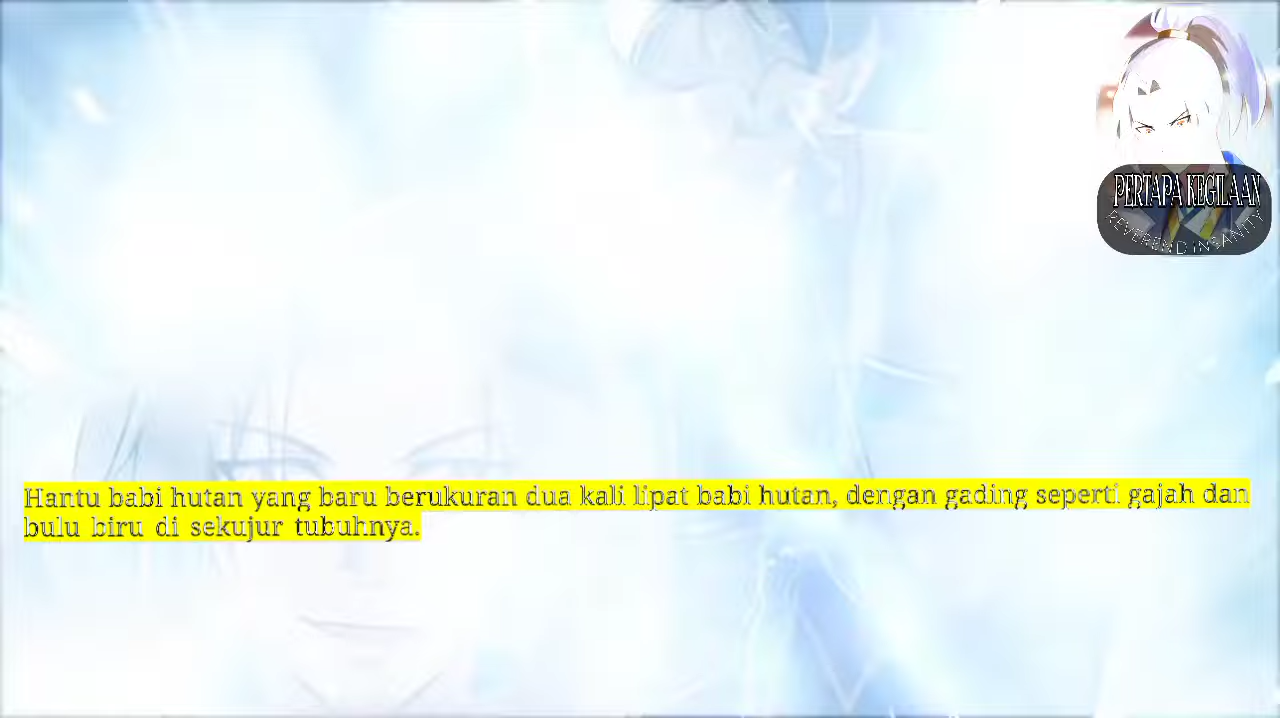 PERTAPA KEGILAAN
REVEREND INSANITY
Hantu babi hutan yang baru berukuran dua kali lipat babi hutan, dengan gading seperti gajah dan
bulu biru di sekujur tubuhnya.